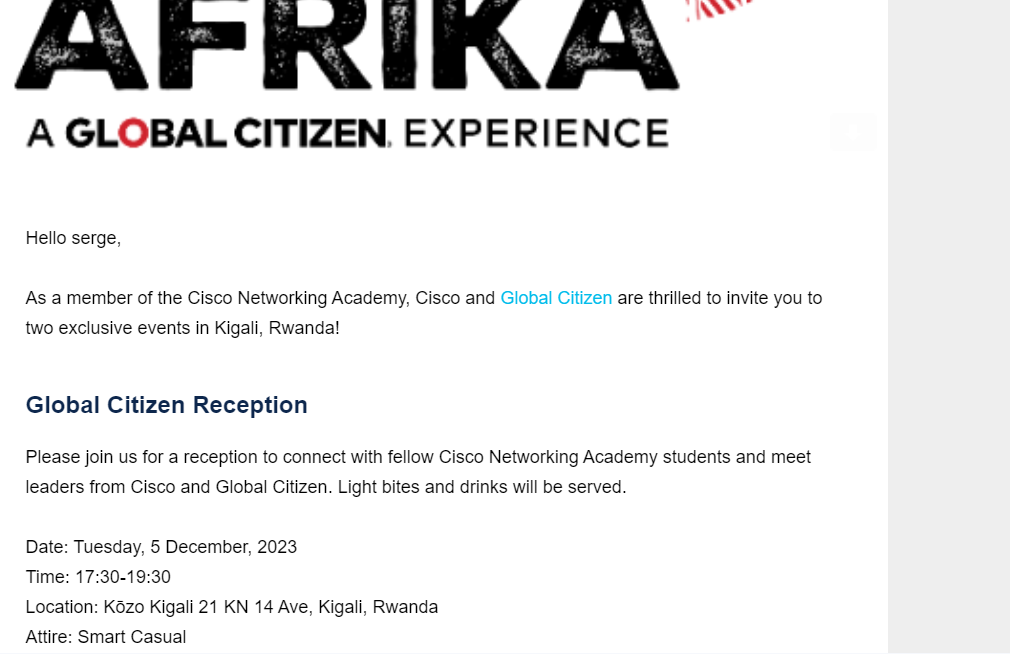 AFRIKA
A GLOBAL CITIZEN. EXPERIENCE
Hello serge,
As a member of the Cisco Networking Academy, Cisco and Global Citizen are thrilled to invite you to
two exclusive events in Kigali, Rwanda!
Global Citizen Reception
Please join us for a reception to connect with fellow Cisco Networking Academy students and meet
leaders from Cisco and Global Citizen. Light bites and drinks will be served.
Date: Tuesday, 5 December, 2023
Time: 17:30-19:30
Location: Kōzo Kigali 21 KN 14 Ave, Kigali, Rwanda
Attire: Smart Casual